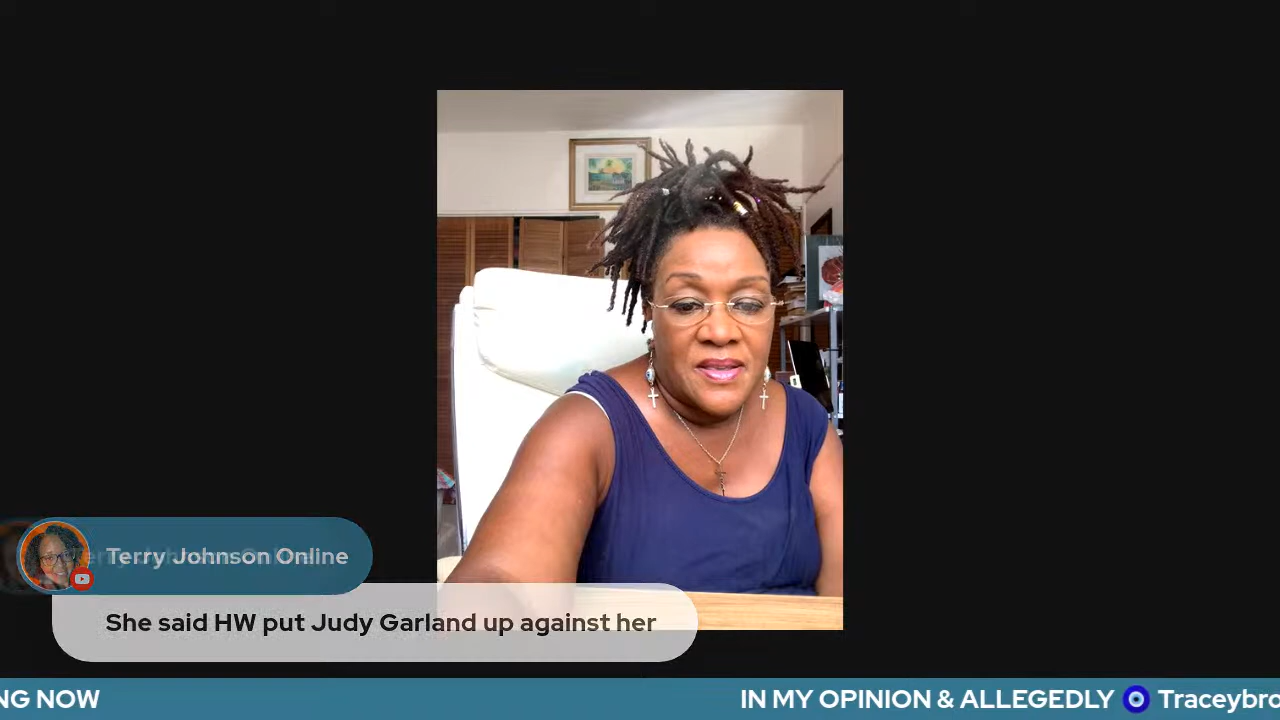 Terry Johnson Online
She said HW put Judy Garland up against her
NG NOW IN MY OPINION & ALLEGEDLY 🧿 Traceybro